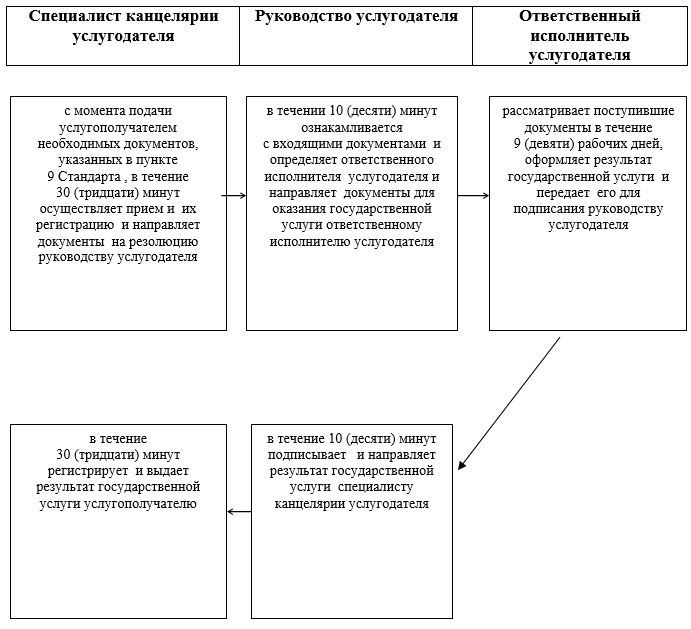 Специалист канцелярии
услугодателя
Руководство услугодателя
Ответственный
исполнитель
услугодателя
с момента подачи
услугополучателем
необходимых документов,
указанных в пункте
9 Стандарта , в течение
30 (тридцати) минут
осуществляет прием и их
регистрацию и направляет
документы на резолюцию
руководству услугодателя
в течении 10 (десяти) минут
ознакамливается
с входящими документами и
определяет ответственного
исполнителя услугодателя и
направляет документы для
оказания государственной
услуги ответственному
исполнителю услугодателя
рассматривает поступившие
документы в течение
9 (девяти) рабочих дней,
оформляет результат
государственной услуги и
передает его для
подписания руководству
услугодателя
в течение
30 (тридцати) минут
регистрирует и выдает
результат государственной
услуги услугополучателю
в течение 10 (десяти) минут
подписывает и направляет
результат государственной
услуги специалисту
канцелярии услугодателя